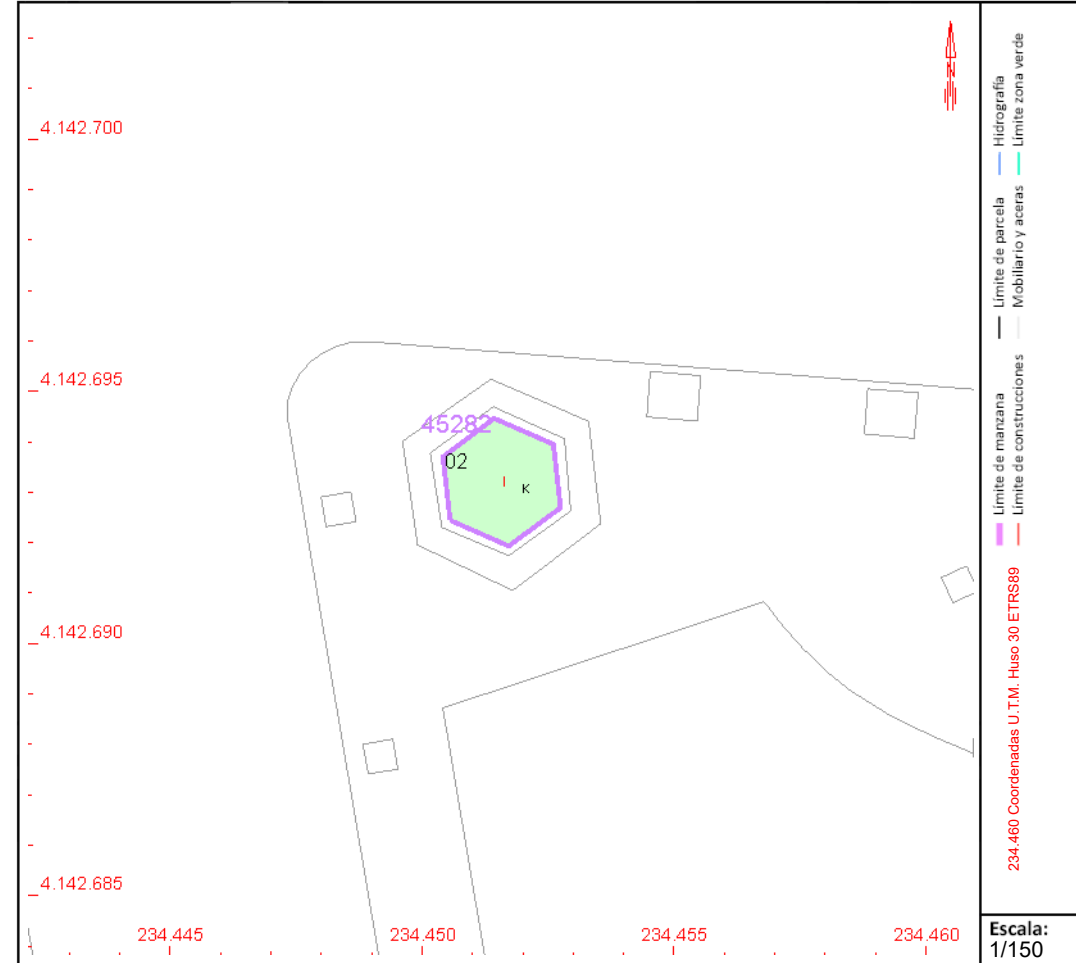 4.142.700
4.142.695
4.142.690
4.142.685
234.445
234.450
234.455
234.460
45282
02
I
K
N
234.460 Coordenadas U.T.M. Huso 30 ETRS89
Límite de manzana
Límite de construcciones
Límite de parcela
Mobiliario y aceras
Hidrografía
Límite zona verde
Escala:
1/150